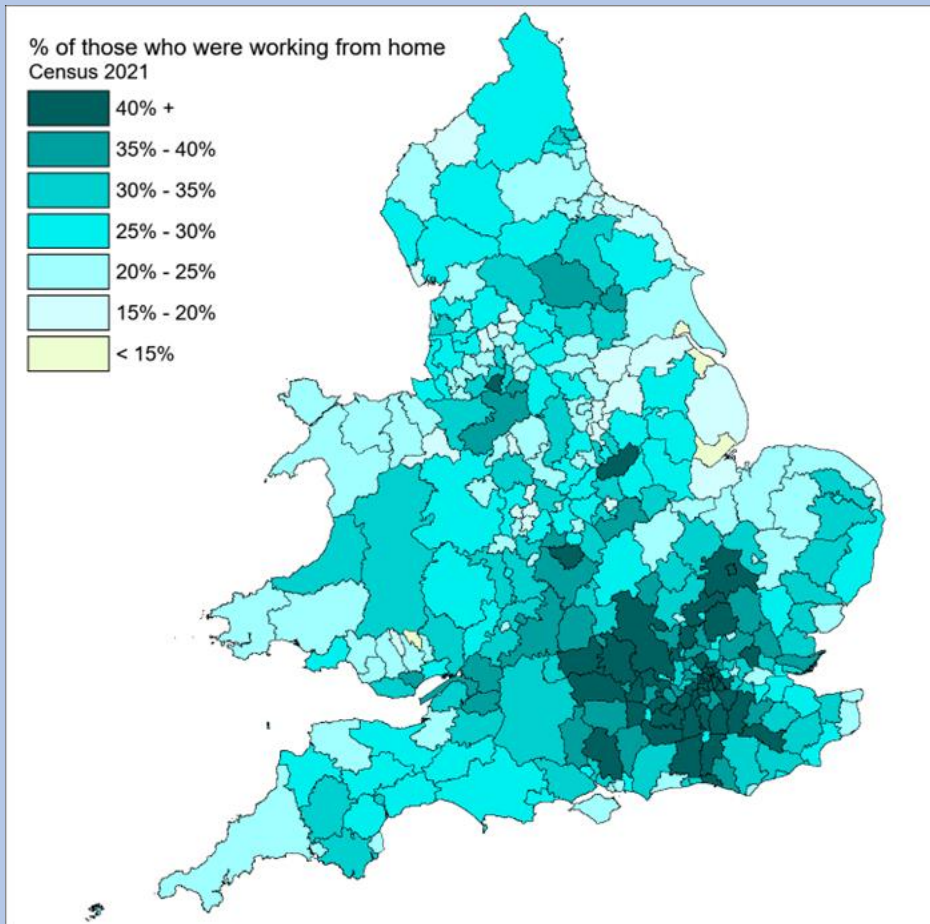 % of those who were working from home
Census 2021
40% +
35% - 40%
30% - 35%
25% - 30%
20% - 25%
15% - 20%
< 15%